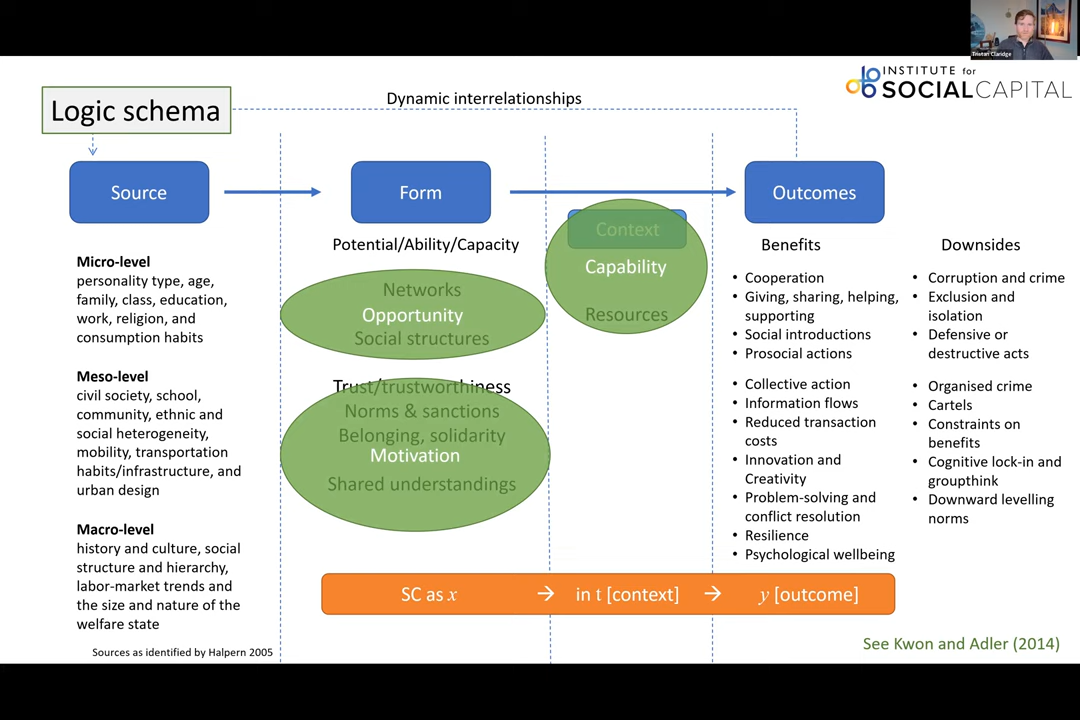 Tristan Claridge
INSTITUTE for
SOCIALCAPITAL
Logic schema
Dynamic interrelationships
Source
Form
Context
Outcomes
Micro-level
personality type, age,
family, class, education,
work, religion, and
consumption habits
Meso-level
civil society, school,
community, ethnic and
social heterogeneity,
mobility, transportation
habits/infrastructure, and
urban design
Macro-level
history and culture, social
structure and hierarchy,
labor-market trends and
the size and nature of the
welfare state
Sources as identified by Halpern 2005
Potential/Ability/Capacity
Networks
Opportunity
Social structures
Trust/trustworthiness
Norms & sanctions
Belonging, solidarity
Motivation
Shared understandings
Capability
Resources
Benefits
• Cooperation
• Giving, sharing, helping,
supporting
• Social introductions
• Prosocial actions
• Collective action
• Information flows
• Reduced transaction
costs
• Innovation and
Creativity
• Problem-solving and
conflict resolution
• Resilience
• Psychological wellbeing
Downsides
• Corruption and crime
• Exclusion and
isolation
• Defensive or
destructive acts
• Organised crime
• Cartels
• Constraints on
benefits
• Cognitive lock-in and
groupthink
• Downward levelling
norms
SC as x → in t [context] → y [outcome]
See Kwon and Adler (2014)